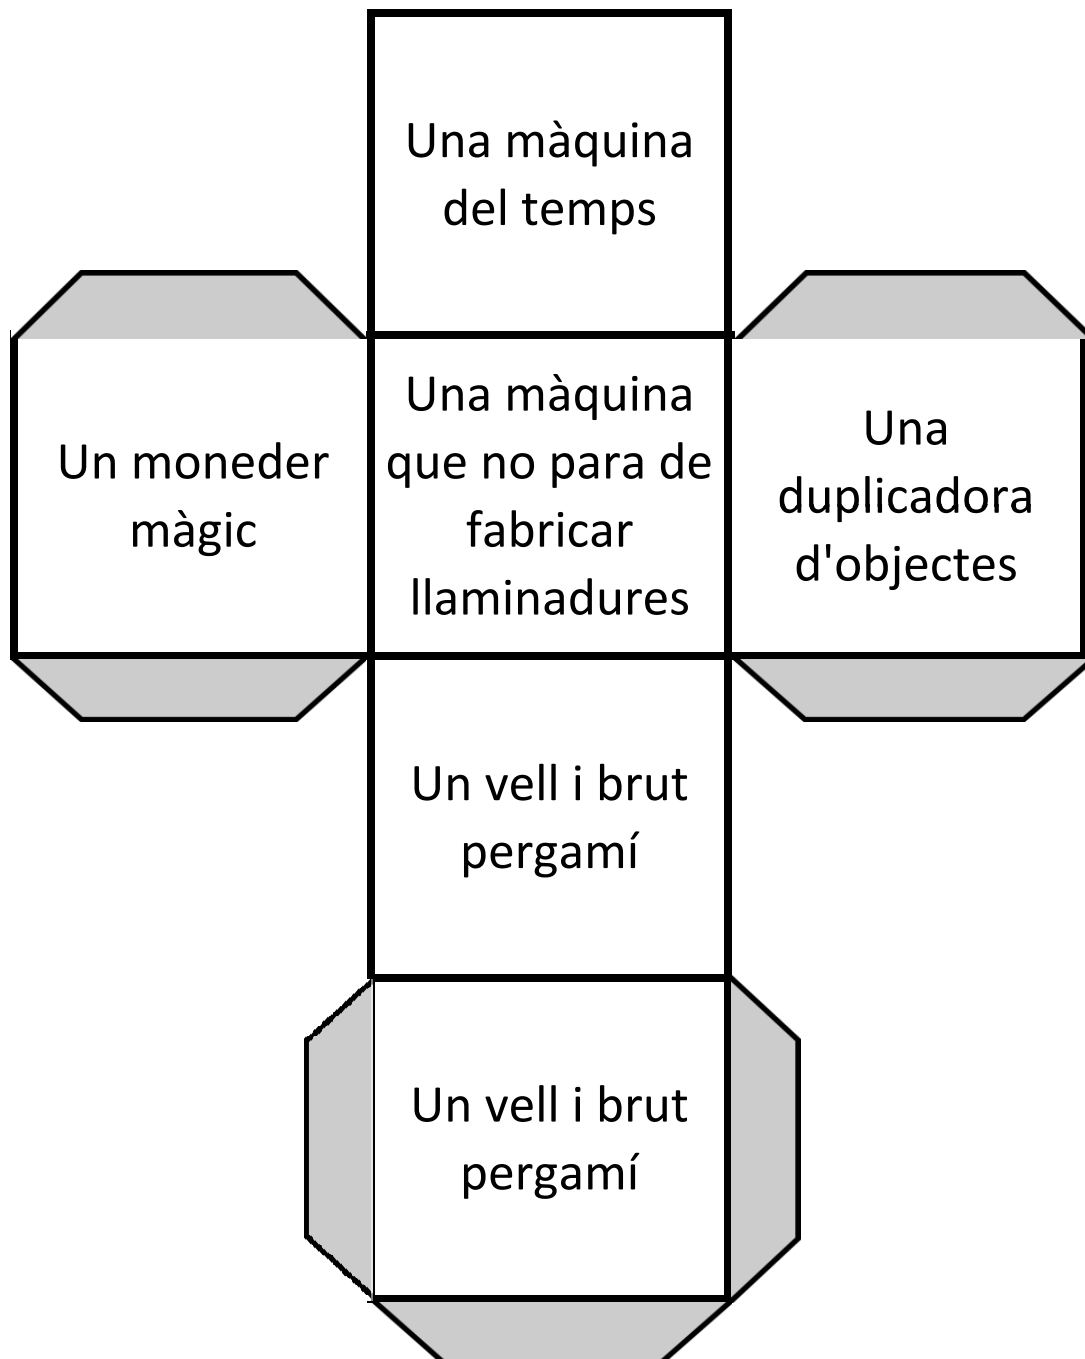 Una màquina
del temps
Un moneder
màgic
Una màquina
que no para de
fabricar
llaminadures
Una
duplicadora
d'objectes
Un vell i brut
pergamí
Un vell i brut
pergamí